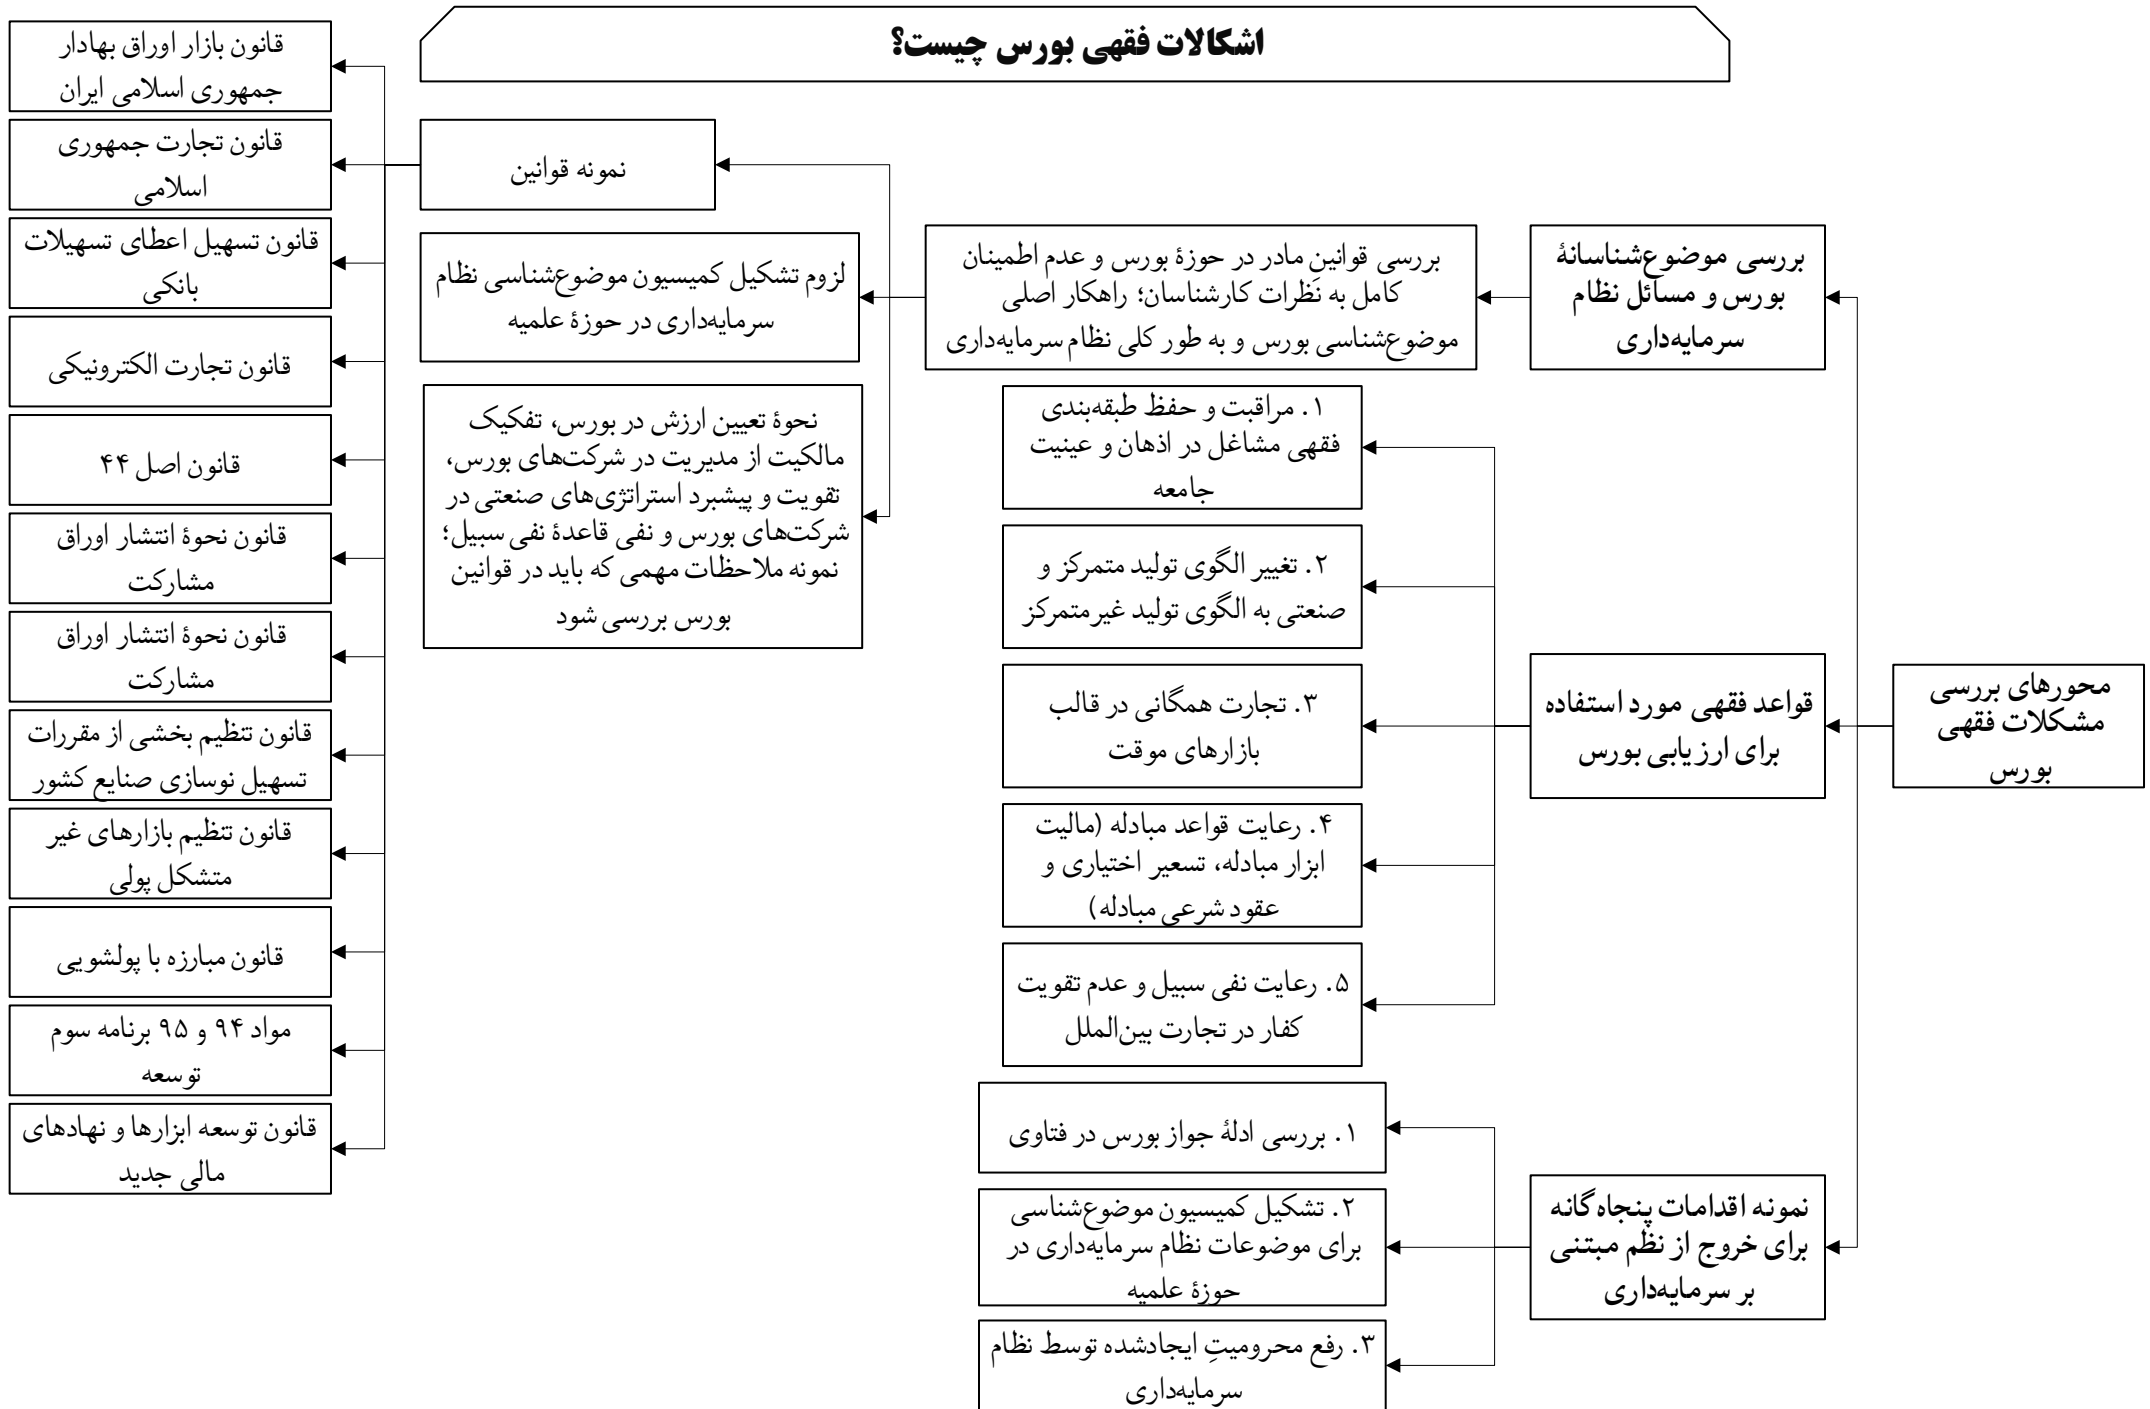 اشکالات فقهی بورس چیست؟
محورهای بررسی
مشکلات فقهی
بورس
بررسی موضوع‌شناسانهٔ
بورس و مسائل نظام
سرمایه‌داری
بررسی قوانینِ مادر در حوزهٔ بورس و عدم اطمینان
کامل به نَظرات کارشناسان؛ راهکار اصلی
موضوع‌شناسی بورس و به طور کلی نظام سرمایه‌داری
نمونه قوانین
قانون بازار اوراق بهادار
جمهوری اسلامی ایران
قانون تجارت جمهوری
اسلامی
قانون تسهیل اعطای تسهیلات
بانکی
قانون تجارت الکترونیکی
قانون اصل ۴۴
قانون نحوهٔ انتشار اوراق
مشارکت
قانون نحوهٔ انتشار اوراق
مشارکت
قانون تنظیم بخشی از مقررات
تسهیل نوسازی صنایع کشور
قانون تنظیم بازارهای غیر
متشکل پولی
قانون مبارزه با پولشویی
مواد ۹۴ و ۹۵ برنامه سوم
توسعه
قانون توسعه ابزارها و نهادهای
مالی جدید
لزوم تشکیل کمیسیون موضوع‌شناسی نظام
سرمایه‌داری در حوزهٔ علمیه
نحوهٔ تعیین ارزش در بورس، تفکیک
مالکیت از مدیریت در شرکت‌های بورس،
تقویت و پیشبرد استراتژی‌های صنعتی در
شرکت‌های بورس و نفی قاعدهٔ نفی سبیل؛
نمونه ملاحظات مهمی که باید در قوانین
بورس بررسی شود
قواعد فقهی مورد استفاده
برای ارزیابی بورس
۱. مراقبت و حفظ طبقه‌بندی
فقهی مشاغل در اذهان و عینیت
جامعه
۲. تغییر الگوی تولید متمرکز و
صنعتی به الگوی تولید غیرمتمرکز
۳. تجارت همگانی در قالب
بازارهای موقت
۴. رعایت قواعد مبادله (مالیت
ابزار مبادله، تسعیر اختیاری و
عقود شرعی مبادله)
۵. رعایت نفی سبیل و عدم تقویت
کفار در تجارت بین‌الملل
نمونه اقدامات پنجاه‌گانه
برای خروج از نظم مبتنی
بر سرمایه‌داری
۱. بررسی ادلهٔ جواز بورس در فتاوی
۲. تشکیل کمیسیون موضوع‌شناسی
برای موضوعات نظام سرمایه‌داری در
حوزهٔ علمیه
۳. رفع محرومیتِ ایجادشده توسط نظام
سرمایه‌داری